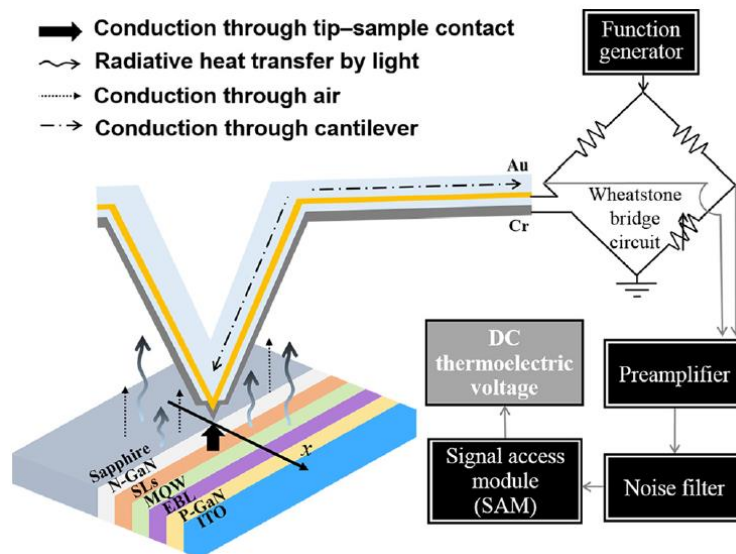 Conduction through tip–sample contact
Radiative heat transfer by light
Conduction through air
Conduction through cantilever
Function
generator
Au
Cr
Wheatstone
bridge
circuit
DC
thermoelectric
voltage
Preamplifier
Signal access
module
(SAM)
Noise filter
x
Sapphire
N-GaN
SLs
MQW
EBL
P-GaN
ITO